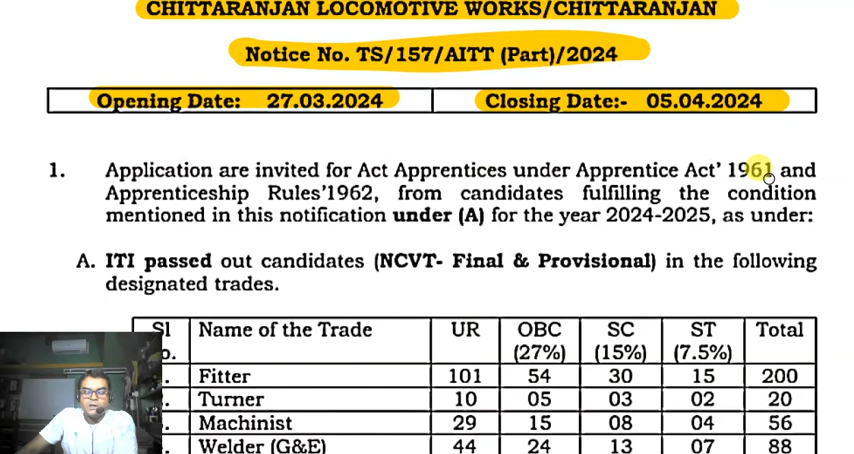 CHITTARANJAN LOCOMOTIVE WORKS/CHITTARANJAN
Notice No. TS/157/AITT (Part)/2024
Opening Date: 27.03.2024 Closing Date:- 05.04.2024
1. Application are invited for Act Apprentices under Apprentice Act' 1961 and
Apprenticeship Rules'1962, from candidates fulfilling the condition
mentioned in this notification under (A) for the year 2024-2025, as under:
A. ITI passed out candidates (NCVT- Final & Provisional) in the following
designated trades.
Sl Name of the Trade UR OBC SC ST Total
o. (27%) (15%) (7.5%)
. Fitter 101 54 30 15 200
. Turner 10 05 03 02 20
. Machinist 29 15 08 04 56
. Welder (G&E) 44 24 13 07 88